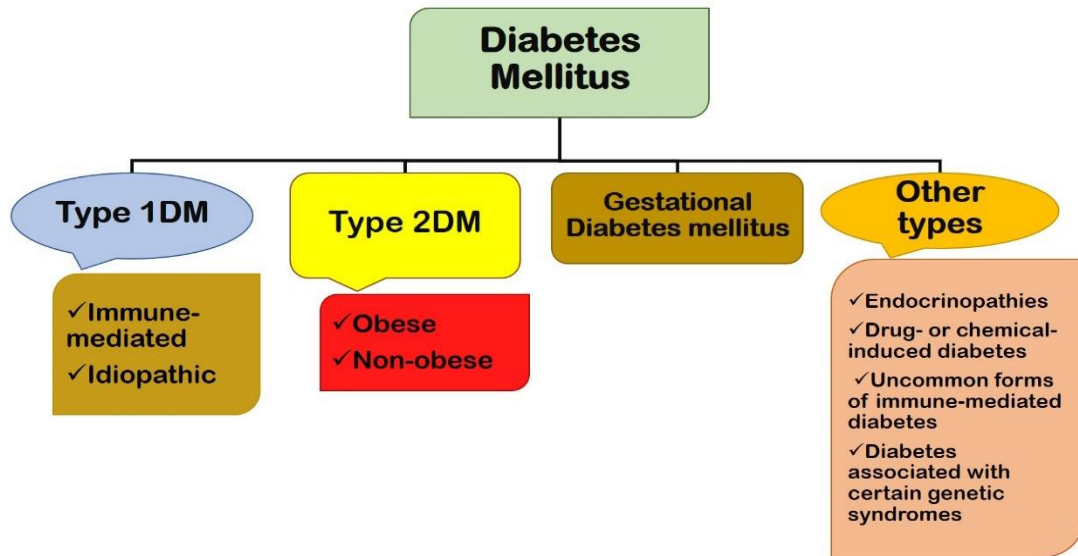 Diabetes
Mellitus
Type 1DM
✓Immune-
mediated
✓Idiopathic
Type 2DM
✓Obese
✓Non-obese
Gestational
Diabetes mellitus
Other
types
✓Endocrinopathies
✓Drug- or chemical-
induced diabetes
✓Uncommon forms
of immune-mediated
diabetes
✓Diabetes
associated with
certain genetic
syndromes